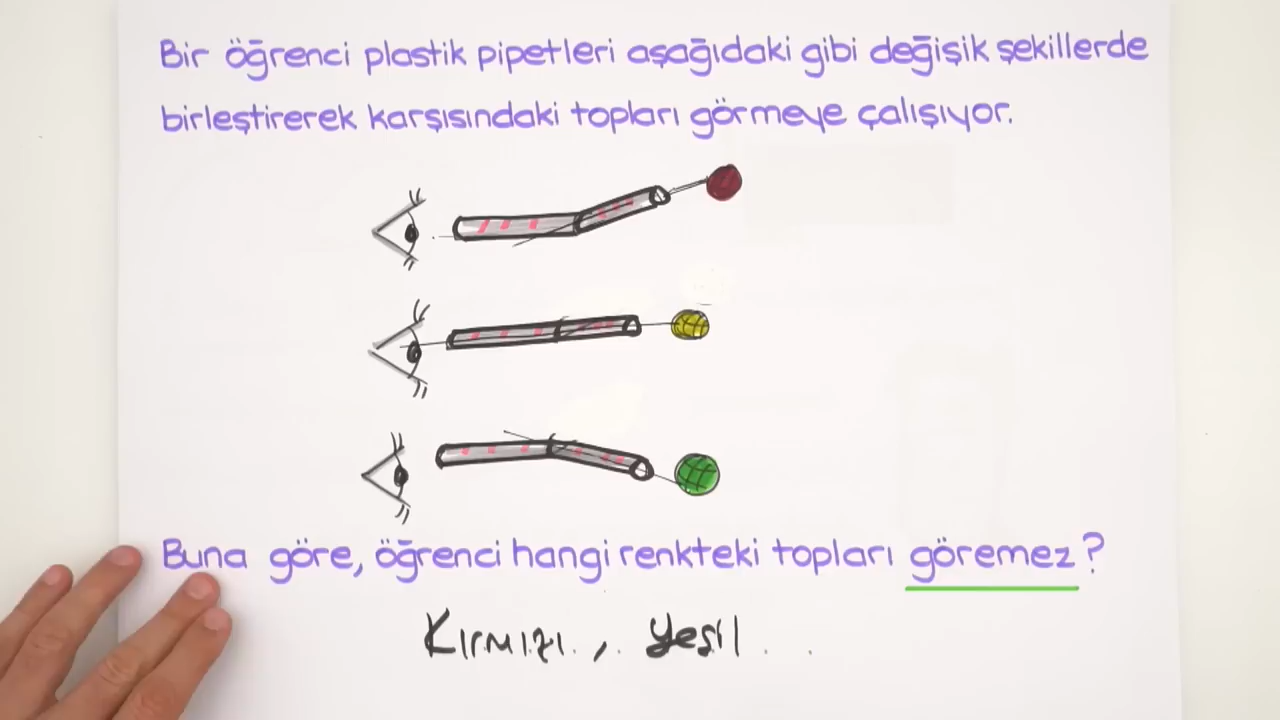 Bir öğrenci plastik pipetleri aşağıdaki gibi değişik şekillerde
birleştirerek karşısındaki topları görmeye çalışıyor.
Buna göre, öğrenci hangi renkteki topları göremez?
Kırmızı, Yeşil